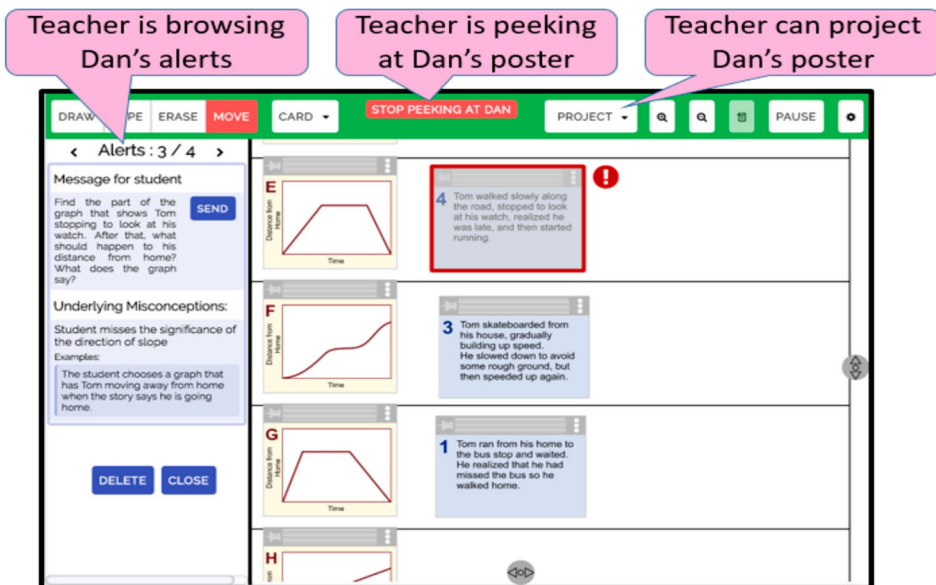 Teacher is browsing
Dan's alerts
Teacher is peeking
at Dan's poster
Teacher can project
Dan's poster
DRAW
PE
ERASE
MOVE
CARD
STOP PEEKING AT DAN
PROJECT
PAUSE
< Alerts : 3 / 4 >
Message for student
Find the part of the
graph that shows Tom
stopping to look at his
watch. After that, what
should happen to his
distance from home?
What does the graph
say?
SEND
Underlying Misconceptions:
Student misses the significance of
the direction of slope
Examples:
The student chooses a graph that
has Tom moving away from home
when the story says he is going
home.
DELETE
CLOSE
E
Distance from
Home
Time
4
Tom walked slowly along
the road, stopped to look
at his watch, realized he
was late, and then started
running.
!
F
Distance from
Home
Time
3
Tom skateboarded from
his house, gradually
building up speed.
He slowed down to avoid
some rough ground, but
then speeded up again.
G
Distance from
Home
Time
1
Tom ran from his home to
the bus stop and waited.
He realized that he had
missed the bus so he
walked home.
H